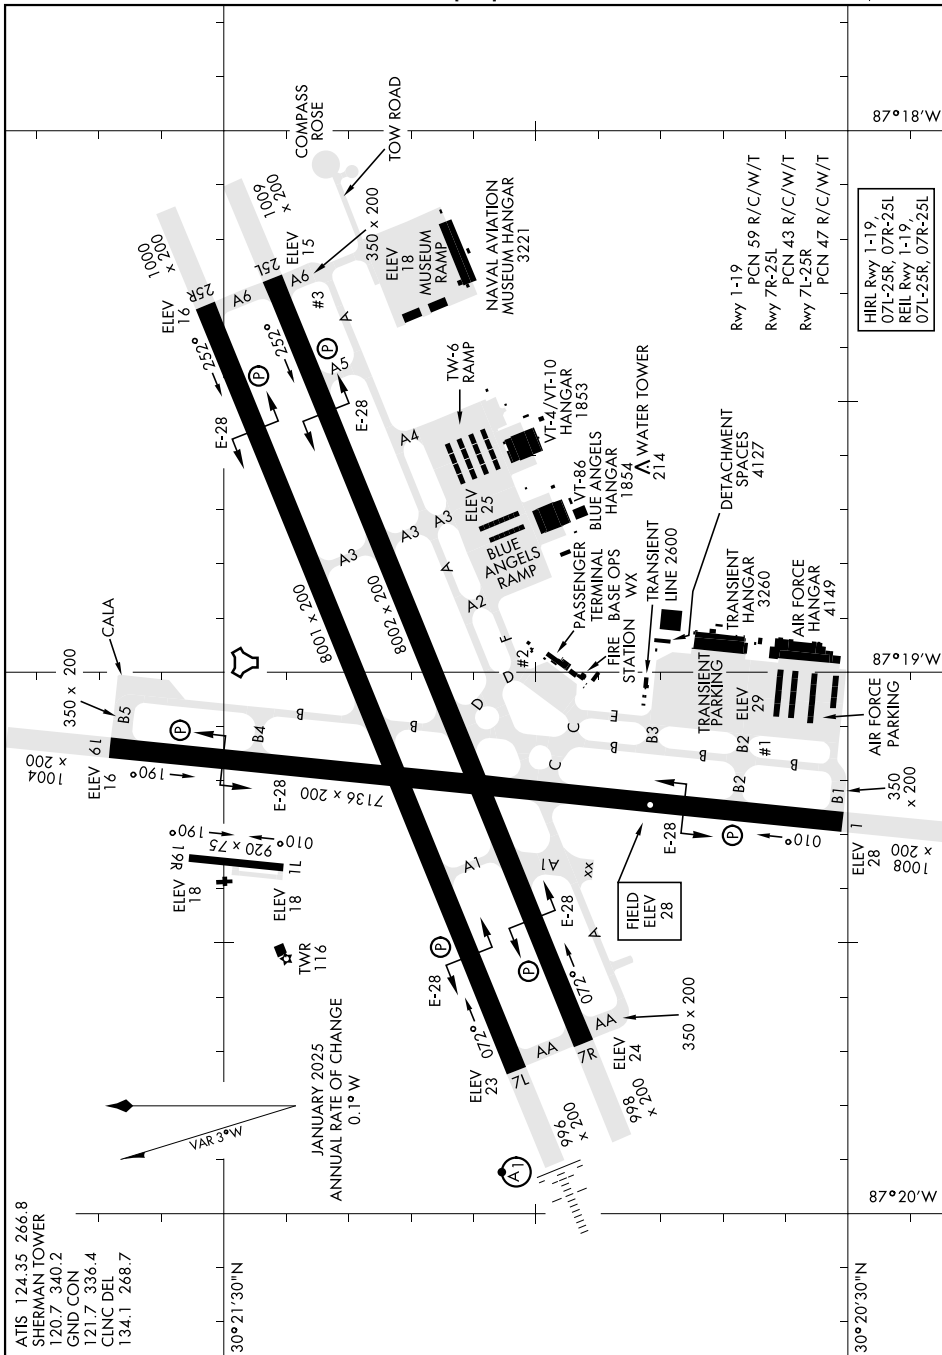 ATIS 124.35 266.8
SHERMAN TOWER
120.7 340.2
GND CON
121.7 336.4
CLNC DEL
134.1 268.7
VAR 3°W
JANUARY 2025
ANNUAL RATE OF CHANGE
0.1° W
30°21'30"N
30°20'30"N
87°18'W
87°19'W
87°20'W
A1
996
x 200
998
x 200
ELEV
23
7L
AA
7R
AA
ELEV
24
350 x 200
072°
072°
E-28
P
P
E-28
A
A1
A1
xx
TWR
116
ELEV
18
ELEV
18
19R
1L
190°
010°
920 x 75
FIELD
ELEV
28
E-28
P
010°
ELEV
28
1008
x 200
1
B1
350
x 200
1004
x 200
ELEV
16
19L
190°
350 x 200
B5
CALA
P
E-28
B4
B
B
7136 x 200
8001 x 200
8002 x 200
C
C
D
D
F
#2
E
B
B3
B
B2
B2
#1
B
TRANSIENT
PARKING
ELEV
29
AIR FORCE
PARKING
AIR FORCE
HANGAR
4149
TRANSIENT
HANGAR
3260
DETACHMENT
SPACES
4127
TRANSIENT
LINE 2600
PASSENGER
TERMINAL
BASE OPS
WX
FIRE
STATION
A2
A
A3
A3
A3
BLUE
ANGELS
RAMP
ELEV
25
VT-86
BLUE ANGELS
HANGAR
1854
WATER TOWER
214
VT-4/VT-10
HANGAR
1853
TW-6
RAMP
A4
A5
A
E-28
P
E-28
P
252°
252°
ELEV
16
25R
25L
A6
A6
#3
ELEV
15
1000
x 200
1009
x 200
350 x 200
COMPASS
ROSE
TOW ROAD
ELEV
18
MUSEUM
RAMP
NAVAL AVIATION
MUSEUM HANGAR
3221
Rwy 1-19
PCN 59 R/C/W/T
Rwy 7R-25L
PCN 43 R/C/W/T
Rwy 7L-25R
PCN 47 R/C/W/T
HIRL Rwy 1-19,
07L-25R, 07R-25L
REIL Rwy 1-19,
07L-25R, 07R-25L